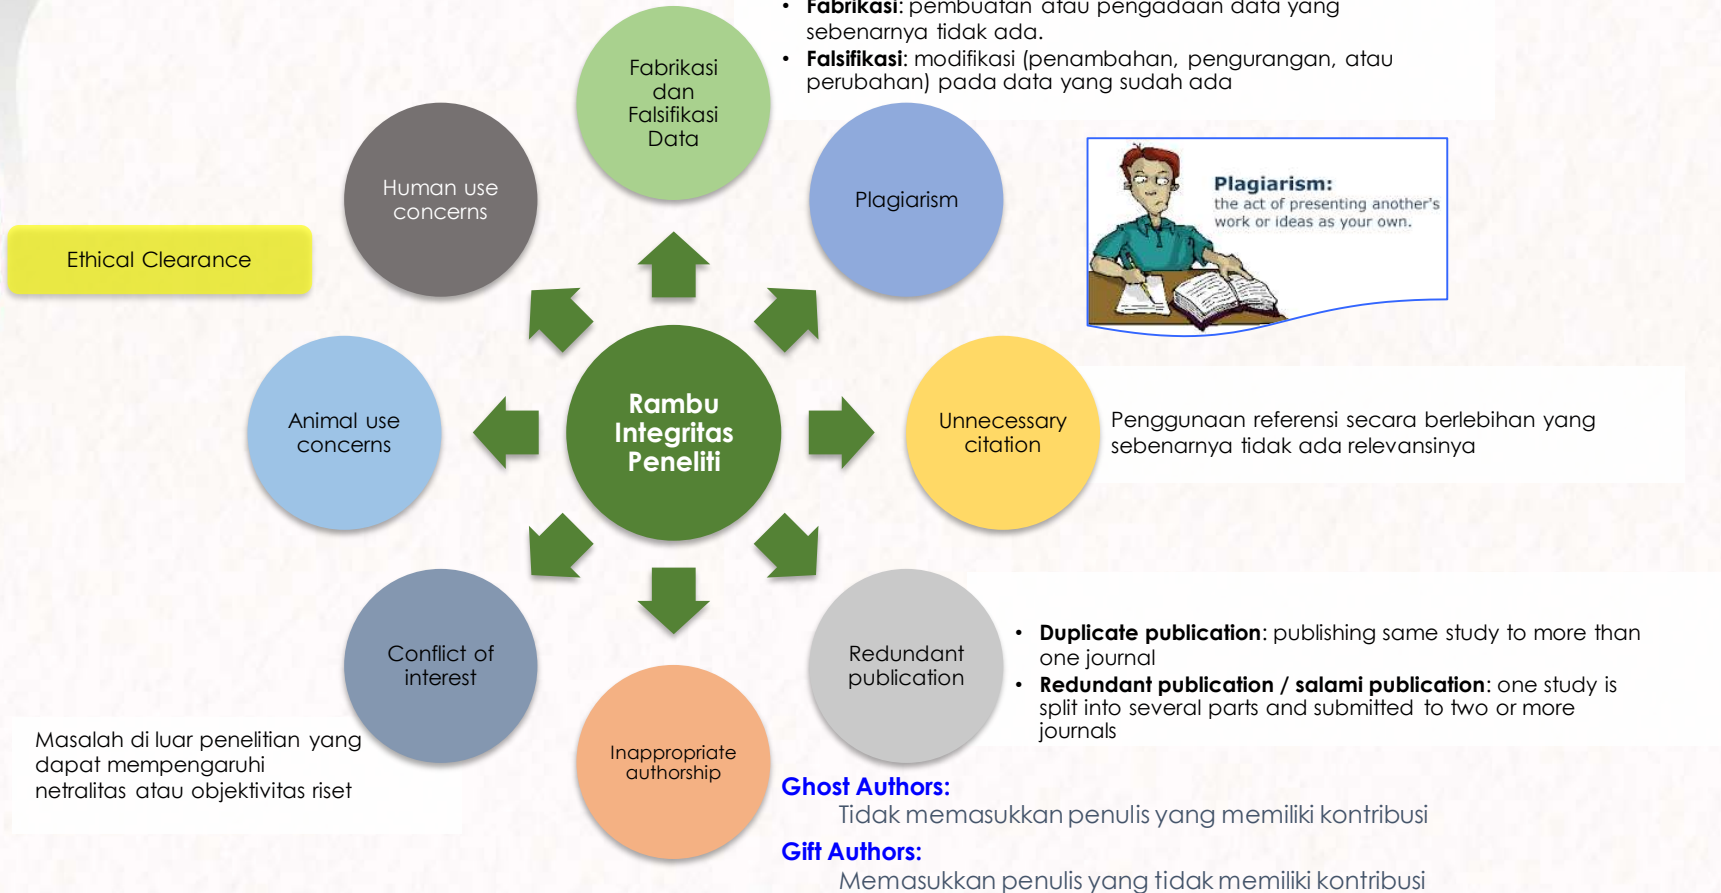 • Fabrikasi: pembuatan atau pengadaan data yang
sebenarnya tidak ada.
• Falsifikasi: modifikasi (penambahan, pengurangan, atau
perubahan) pada data yang sudah ada
Fabrikasi
dan
Falsifikasi
Data
Human use
concerns
Plagiarism
Plagiarism:
the act of presenting another's
work or ideas as your own.
Ethical Clearance
Animal use
concerns
Rambu
Integritas
Peneliti
Unnecessary
citation
Penggunaan referensi secara berlebihan yang
sebenarnya tidak ada relevansinya
Conflict of
interest
Redundant
publication
• Duplicate publication: publishing same study to more than
one journal
• Redundant publication / salami publication: one study is
split into several parts and submitted to two or more
journals
Masalah di luar penelitian yang
dapat mempengaruhi
netralitas atau objektivitas riset
Inappropriate
authorship
Ghost Authors:
Tidak memasukkan penulis yang memiliki kontribusi
Gift Authors:
Memasukkan penulis yang tidak memiliki kontribusi